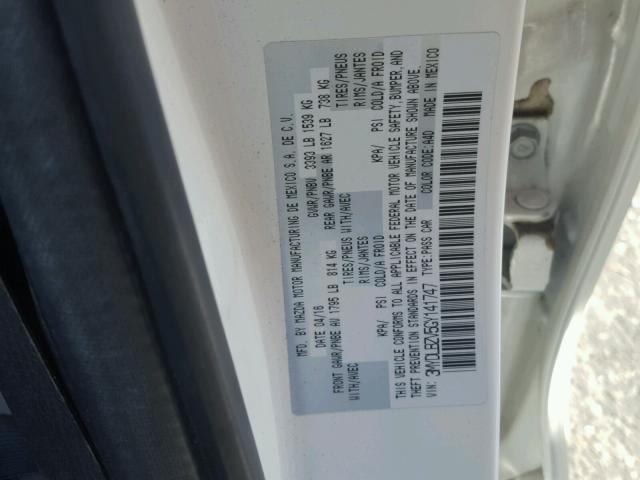 MFD. BY MAZDA MOTOR MANUFACTURING DE MEXICO S.A. DE C.V.
DATE 04/16 GVWR/PNBV 3393 LB 1539 KG
FRONT GAWR/PNBE AV 1795 LB 814 KG REAR GAWR/PNBE AR 1627 LB 738 KG
WITH/AVEC TIRES/PNEUS WITH/AVEC TIRES/PNEUS
RIMS/JANTES RIMS/JANTES
KPA/ PSI COLD/A FROID KPA/ PSI COLD/A FROID
THIS VEHICLE CONFORMS TO ALL APPLICABLE FEDERAL MOTOR VEHICLE SAFETY, BUMPER, AND
THEFT PREVENTION STANDARDS IN EFFECT ON THE DATE OF MANUFACTURE SHOWN ABOVE.
VIN: 3MYDLBZV5GY141747 TYPE: PASS CAR COLOR CODE: A4D MADE IN MEXICO